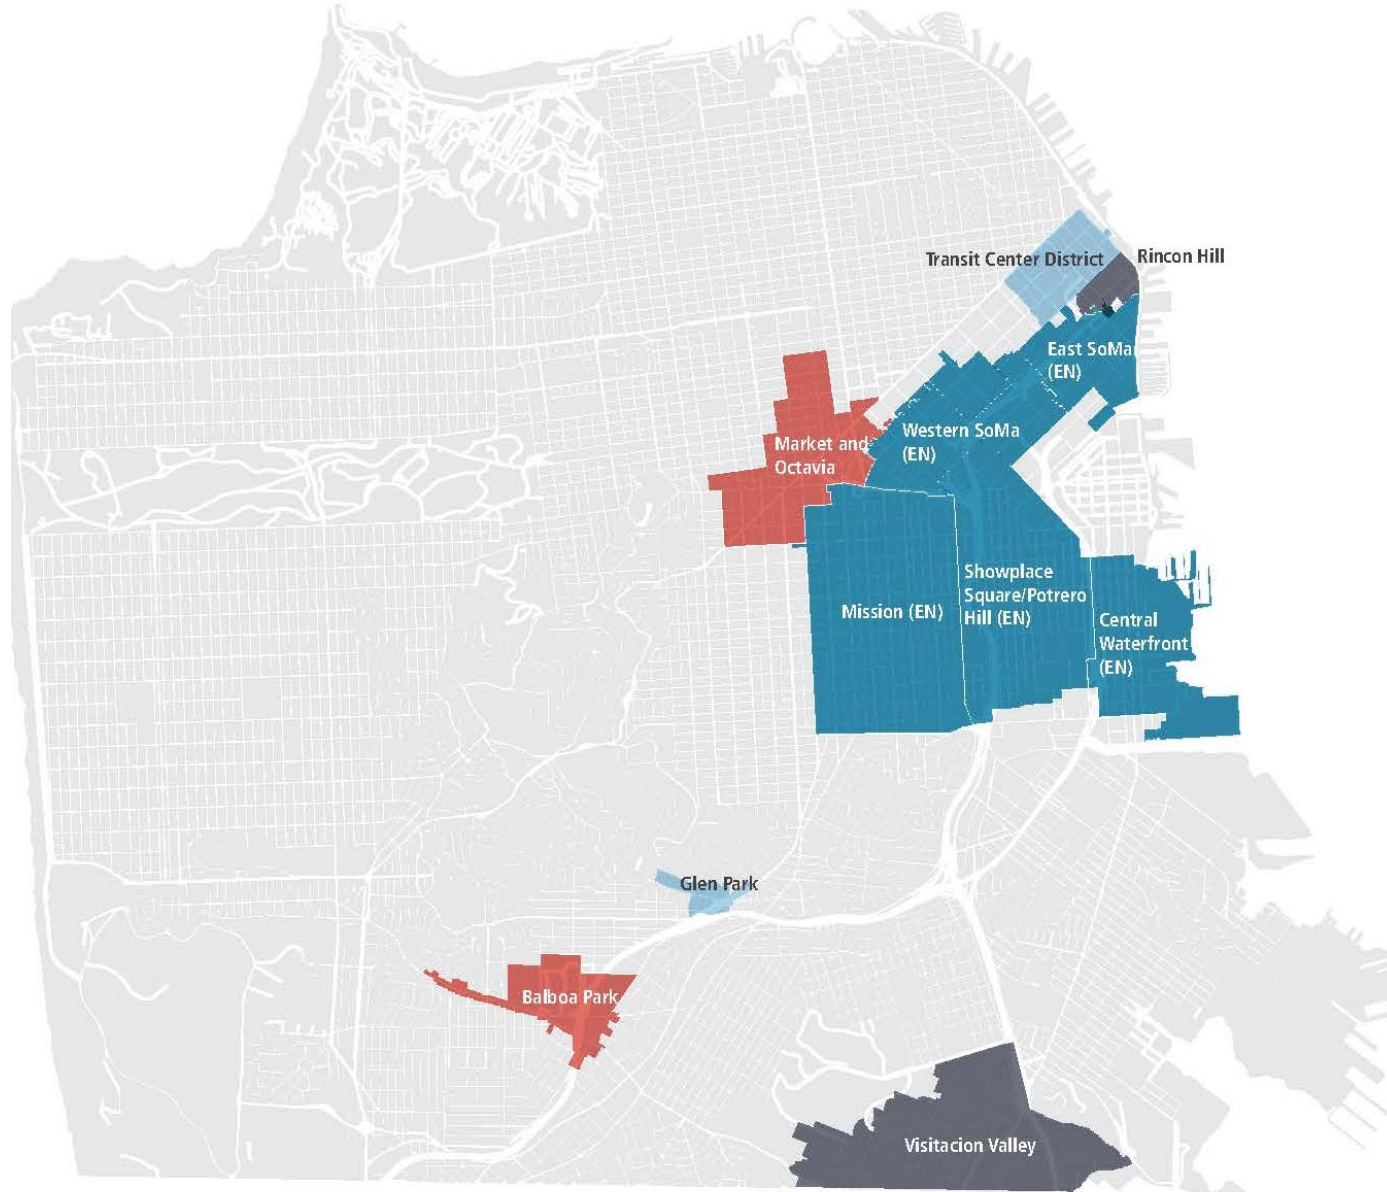 Transit Center District
Rincon Hill
East SoMa
(EN)
Market and
Octavia
Western SoMa
(EN)
Mission (EN)
Showplace
Square/Potrero
Hill (EN)
Central
Waterfront
(EN)
Glen Park
Balboa Park
Visitacion Valley